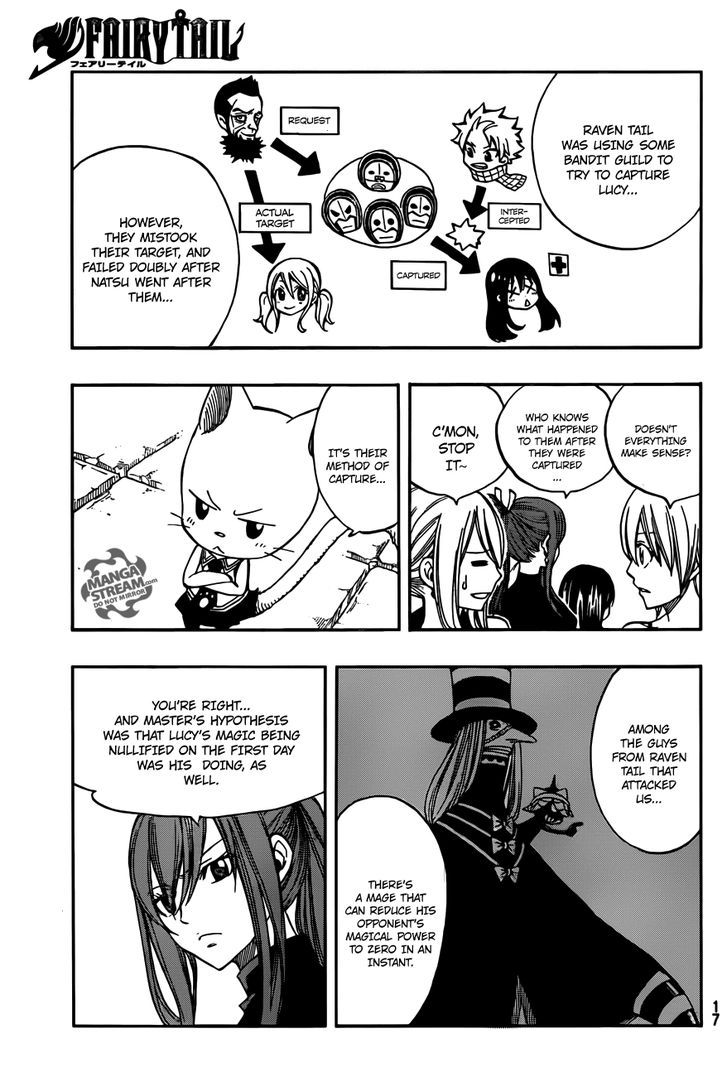 FAIRY TAIL
フェアリーテイル
RAVEN TAIL
WAS USING SOME
BANDIT GUILD TO
TRY TO CAPTURE
LUCY...
REQUEST
ACTUAL
TARGET
INTER-
CEPTED
CAPTURED
HOWEVER,
THEY MISTOOK
THEIR TARGET, AND
FAILED DOUBLY AFTER
NATSU WENT AFTER
THEM...
DOESN'T
EVERYTHING
MAKE SENSE?
WHO KNOWS
WHAT HAPPENED
TO THEM AFTER
THEY WERE
CAPTURED
...
C'MON,
STOP
IT~
IT'S THEIR
METHOD OF
CAPTURE...
MANGA
STREAM.com
DO NOT MIRROR
AMONG
THE GUYS
FROM RAVEN
TAIL THAT
ATTACKED
US...
THERE'S
A MAGE THAT
CAN REDUCE HIS
OPPONENT'S
MAGICAL POWER
TO ZERO IN AN
INSTANT.
YOU'RE RIGHT...
AND MASTER'S HYPOTHESIS
WAS THAT LUCY'S MAGIC BEING
NULLIFIED ON THE FIRST DAY
WAS HIS DOING, AS
WELL.
17